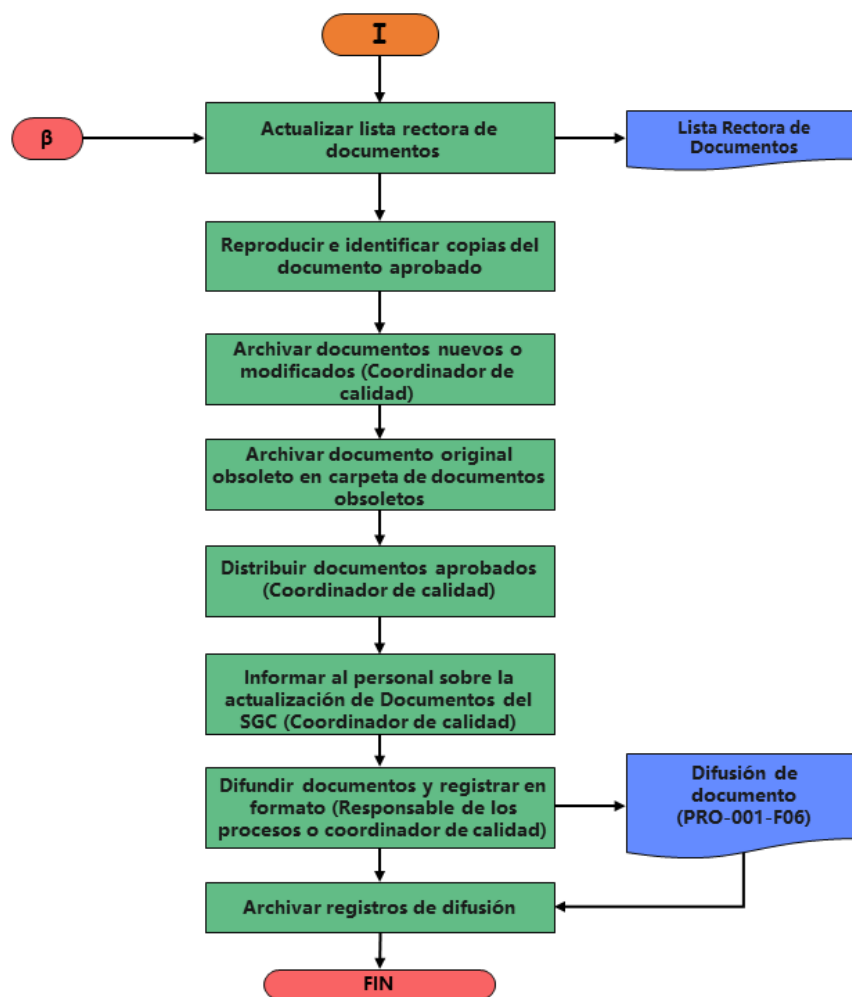 I
β
Actualizar lista rectora de
documentos
Lista Rectora de
Documentos
Reproducir e identificar copias del
documento aprobado
Archivar documentos nuevos o
modificados (Coordinador de
calidad)
Archivar documento original
obsoleto en carpeta de documentos
obsoletos
Distribuir documentos aprobados
(Coordinador de calidad)
Informar al personal sobre la
actualización de Documentos del
SGC (Coordinador de calidad)
Difundir documentos y registrar en
formato (Responsable de los
procesos o coordinador de calidad)
Difusión de
documento
(PRO-001-F06)
Archivar registros de difusión
FIN